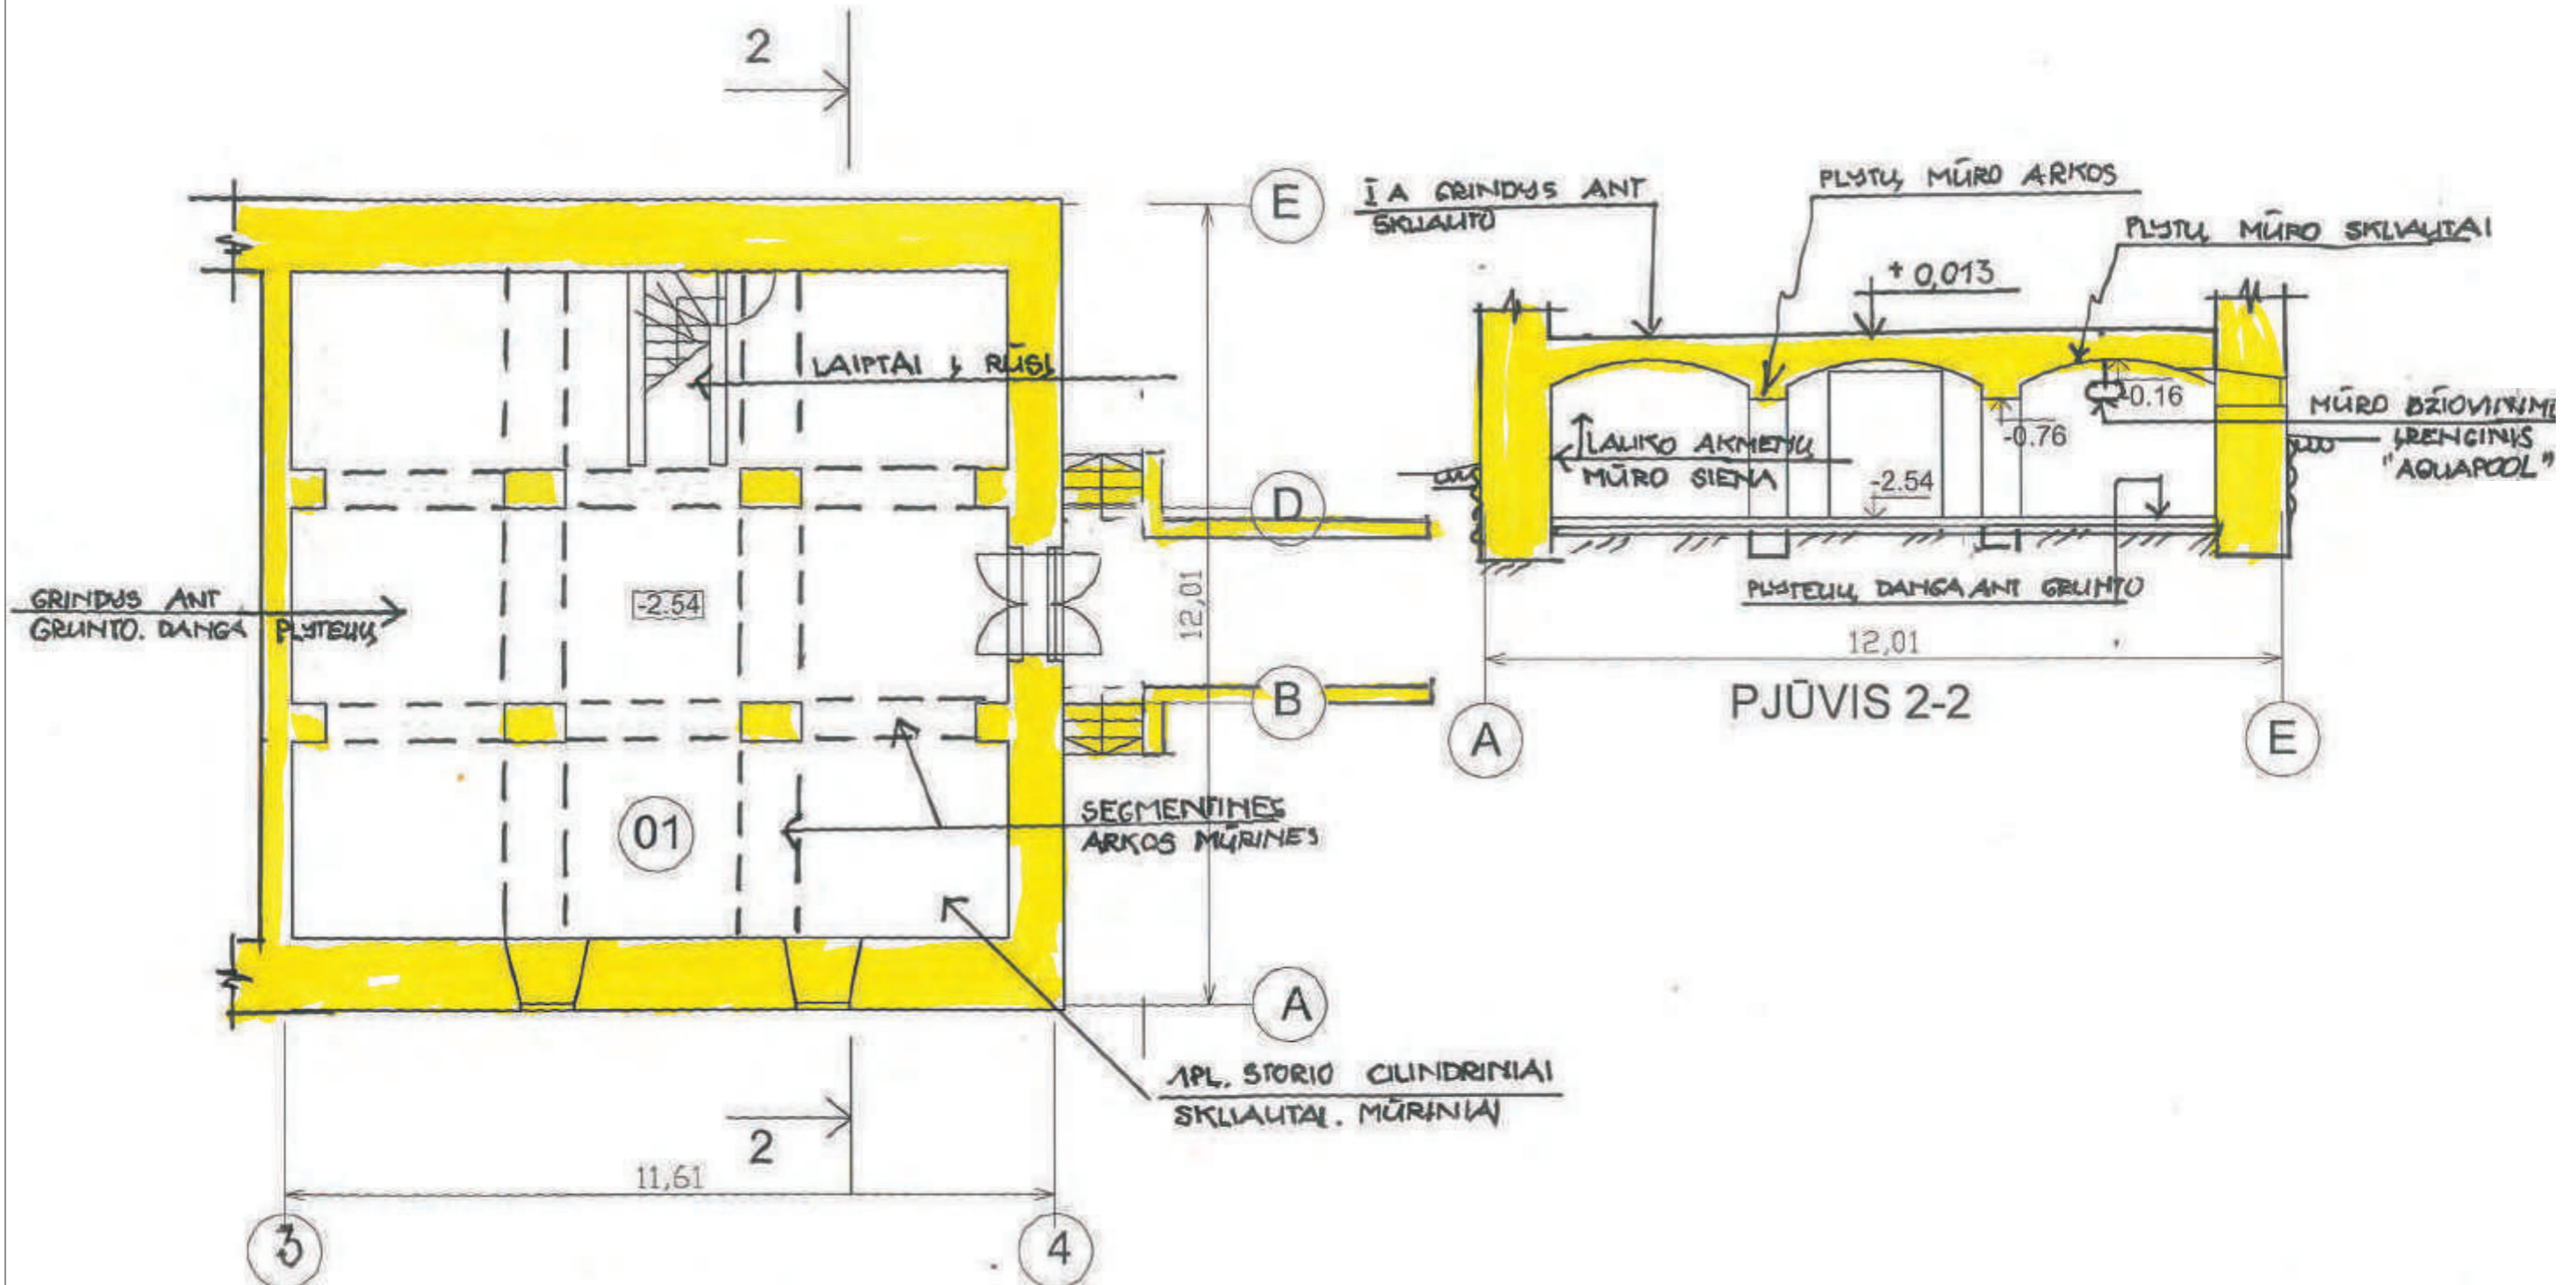 2
E
I A GRINDYS ANT
SKLIAUTO
PLYTŲ MŪRO ARKOS
PLYTŲ MŪRO SKLIAUTAI
+ 0,013
LAIPTAI Į RŪSĮ
-0.16
-0.76
MŪRO DŽIOVINIMO
ĮRENGINIS
"AQUAPOOL"
LAUKO AKMENŲ
MŪRO SIENA
-2.54
D
GRINDYS ANT
GRUNTO. DANGA PLYTELIŲ
-2.54
12,01
PLYTELIŲ DANGA ANT GRUNTO
12,01
B
PJŪVIS 2-2
A
E
01
SEGMENTINES
ARKOS MŪRINES
A
1PL. STORIO CILINDRINIAI
SKLIAUTAI. MŪRINIAI
2
11,61
3
4